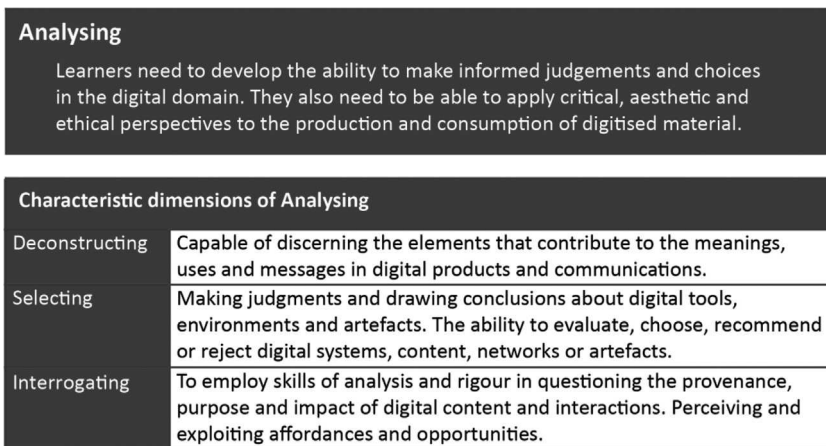 Analysing
Learners need to develop the ability to make informed judgements and choices
in the digital domain. They also need to be able to apply critical, aesthetic and
ethical perspectives to the production and consumption of digitised material.
Characteristic dimensions of Analysing
Deconstructing
Capable of discerning the elements that contribute to the meanings,
uses and messages in digital products and communications.
Selecting
Making judgments and drawing conclusions about digital tools,
environments and artefacts. The ability to evaluate, choose, recommend
or reject digital systems, content, networks or artefacts.
Interrogating
To employ skills of analysis and rigour in questioning the provenance,
purpose and impact of digital content and interactions. Perceiving and
exploiting affordances and opportunities.